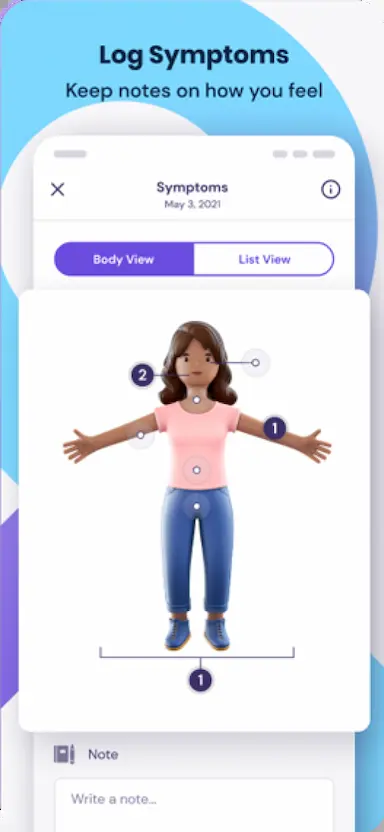 Log Symptoms
Keep notes on how you feel
Symptoms
May 3, 2021
Body View
List View
2
1
1
Note
Write a note...